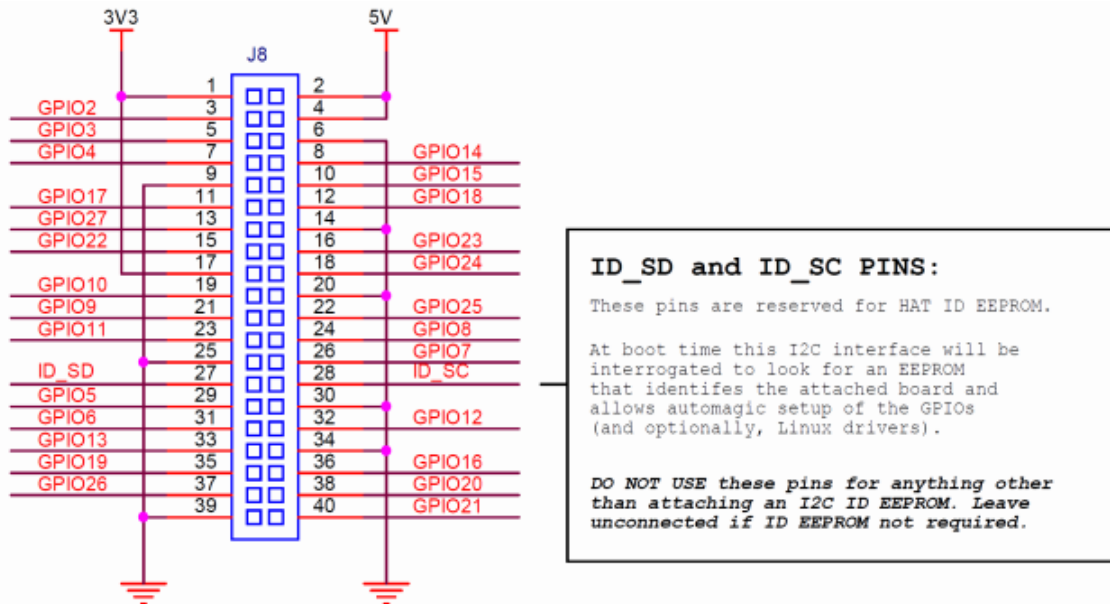 3V3 5V
J8
1 2
GPIO2 3 4
GPIO3 5 6
GPIO4 7 8 GPIO14
9 10 GPIO15
GPIO17 11 12 GPIO18
GPIO27 13 14
GPIO22 15 16 GPIO23
17 18 GPIO24
GPIO10 19 20
GPIO9 21 22 GPIO25
GPIO11 23 24 GPIO8
25 26 GPIO7
ID_SD 27 28 ID_SC
GPIO5 29 30
GPIO6 31 32 GPIO12
GPIO13 33 34
GPIO19 35 36 GPIO16
GPIO26 37 38 GPIO20
39 40 GPIO21
ID_SD and ID_SC PINS:
These pins are reserved for HAT ID EEPROM.
At boot time this I2C interface will be
interrogated to look for an EEPROM
that identifes the attached board and
allows automagic setup of the GPIOs
(and optionally, Linux drivers).
DO NOT USE these pins for anything other
than attaching an I2C ID EEPROM. Leave
unconnected if ID EEPROM not required.